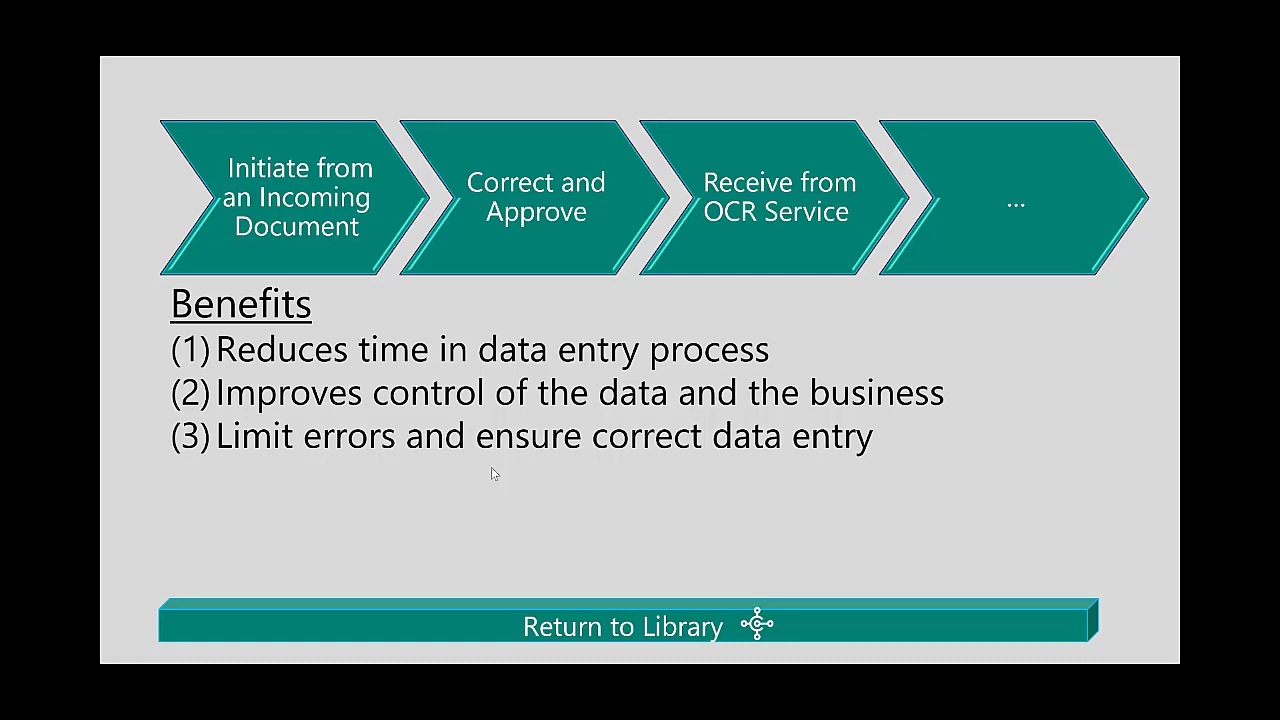 Initiate from
an Incoming
Document
Correct and
Approve
Receive from
OCR Service
...
Benefits
(1) Reduces time in data entry process
(2) Improves control of the data and the business
(3) Limit errors and ensure correct data entry
Return to Library